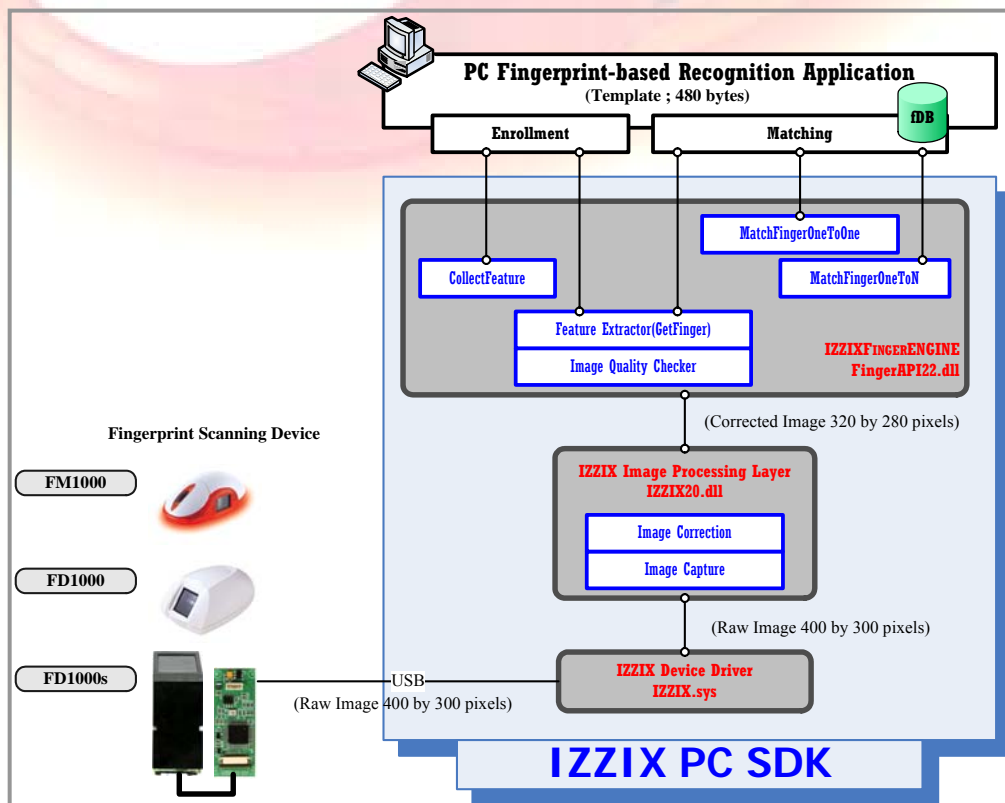 PC Fingerprint-based Recognition Application
(Template ; 480 bytes)
fDB
Enrollment
Matching
MatchFingerOneToOne
CollectFeature
MatchFingerOneToN
Feature Extractor(GetFinger)
Image Quality Checker
IZZIXFINGERENGINE
FingerAPI22.dll
(Corrected Image 320 by 280 pixels)
Fingerprint Scanning Device
IZZIX Image Processing Layer
IZZIX20.dll
FM1000
Image Correction
Image Capture
FD1000
(Raw Image 400 by 300 pixels)
IZZIX Device Driver
IZZIX.sys
FD1000s
USB
(Raw Image 400 by 300 pixels)
IZZIX PC SDK